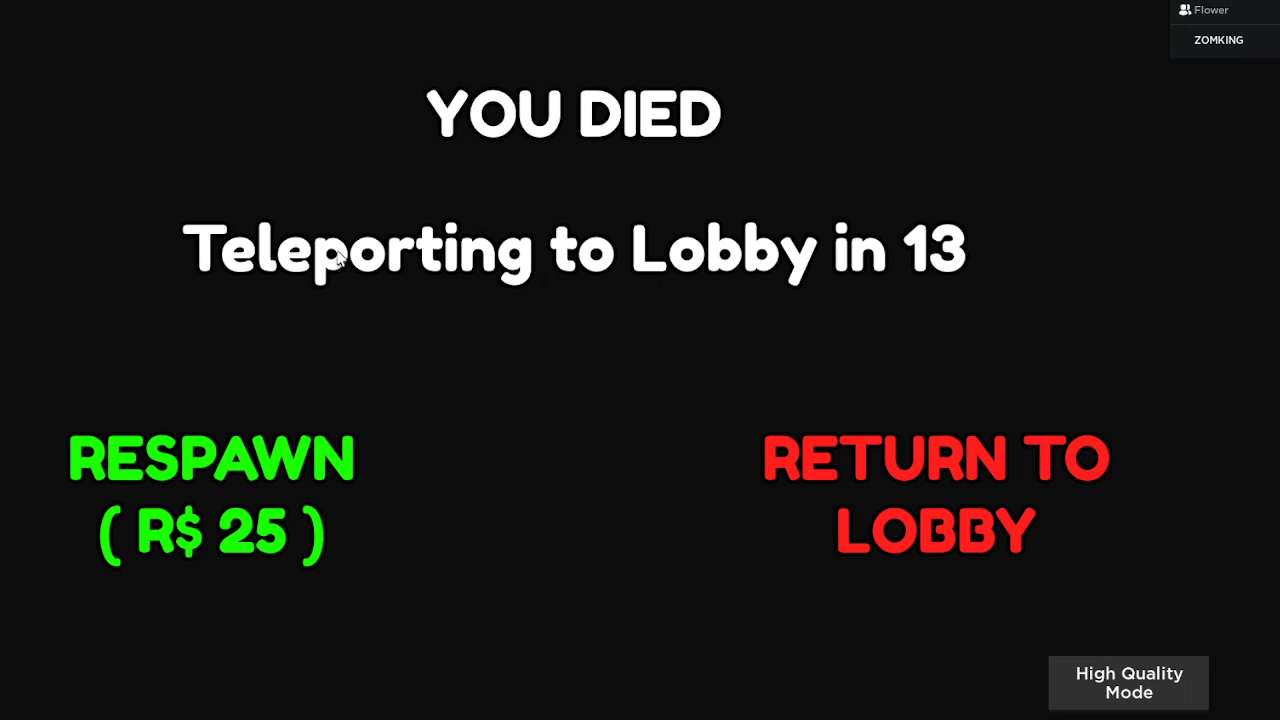 Flower
ZOMKING
YOU DIED
Teleporting to Lobby in 13
RESPAWN
( R$ 25 )
RETURN TO
LOBBY
High Quality
Mode